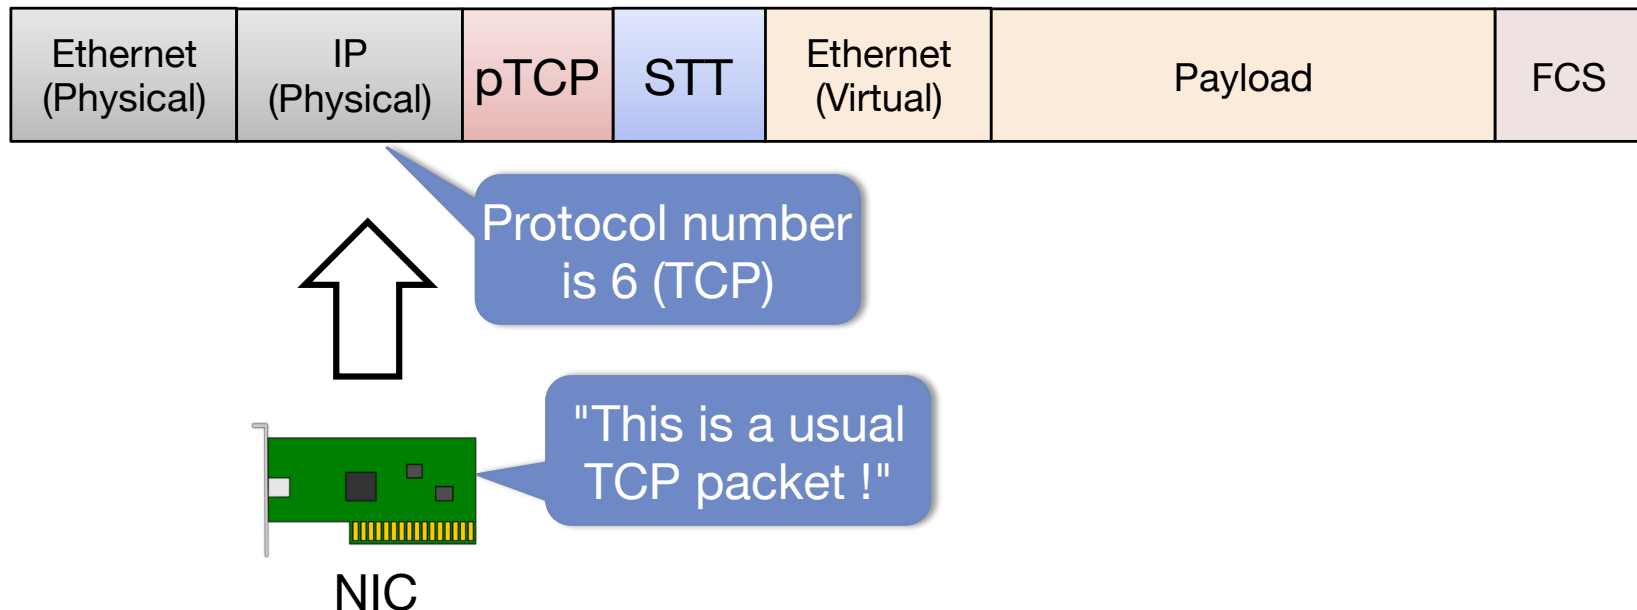 Ethernet
(Physical)
IP
(Physical)
pTCP
STT
Ethernet
(Virtual)
Payload
FCS
Protocol number
is 6 (TCP)
"This is a usual
TCP packet !"
NIC